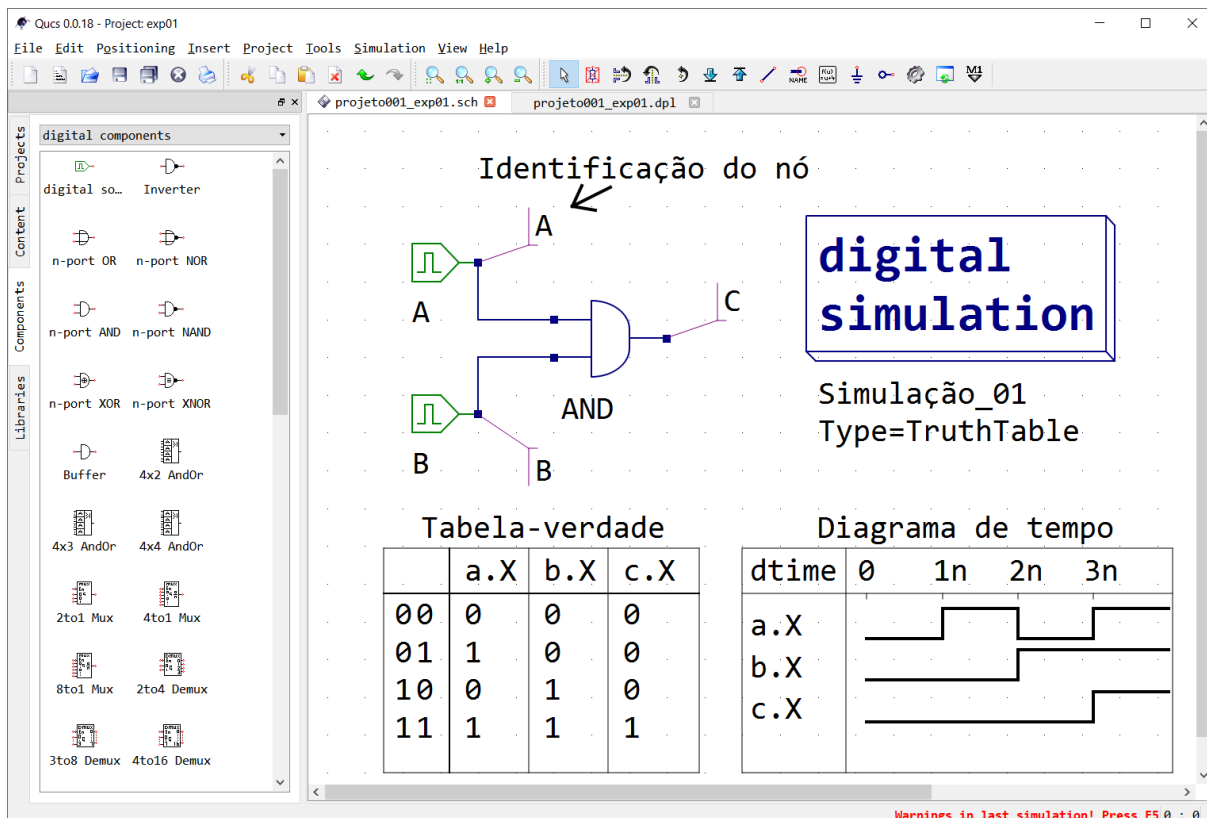 Qucs 0.0.18 - Project: exp01
File Edit Positioning Insert Project Tools Simulation View Help
NAME
M1
projeto001_exp01.sch
projeto001_exp01.dpl
Projects
Content
Components
Libraries
digital components
digital so… Inverter
n-port OR n-port NOR
n-port AND n-port NAND
n-port XOR n-port XNOR
Buffer 4x2 AndOr
4x3 AndOr 4x4 AndOr
2to1 Mux 4to1 Mux
8to1 Mux 2to4 Demux
3to8 Demux 4to16 Demux
Identificação do nó
A
A
C
AND
B
B
digital
simulation
Simulação_01
Type=TruthTable
Tabela-verdade
a.X b.X c.X
00 0 0 0
01 1 0 0
10 0 1 0
11 1 1 1
Diagrama de tempo
dtime 0 1n 2n 3n
a.X
b.X
c.X
Warnings in last simulation! Press F5 0 : 0